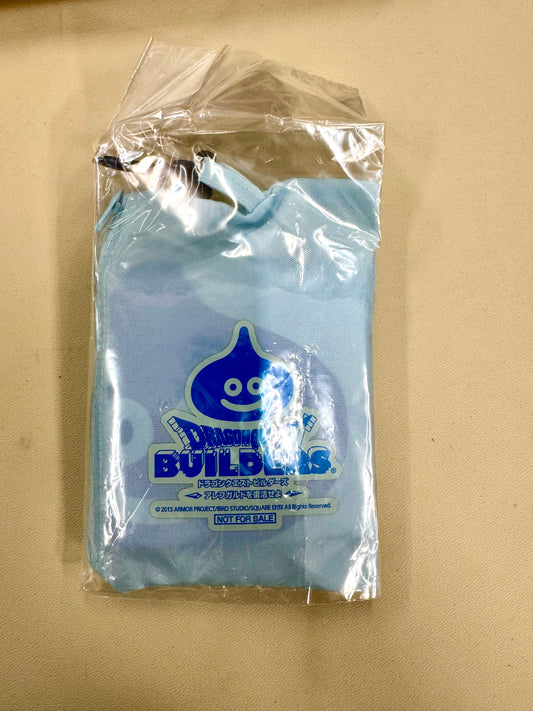 DRAGON QUEST
BUILDERS®
ドラゴンクエストビルダーズ
アレフガルドを復活せよ
© 2015 ARMOR PROJECT/BIRD STUDIO/SQUARE ENIX All Rights Reserved.
NOT FOR SALE